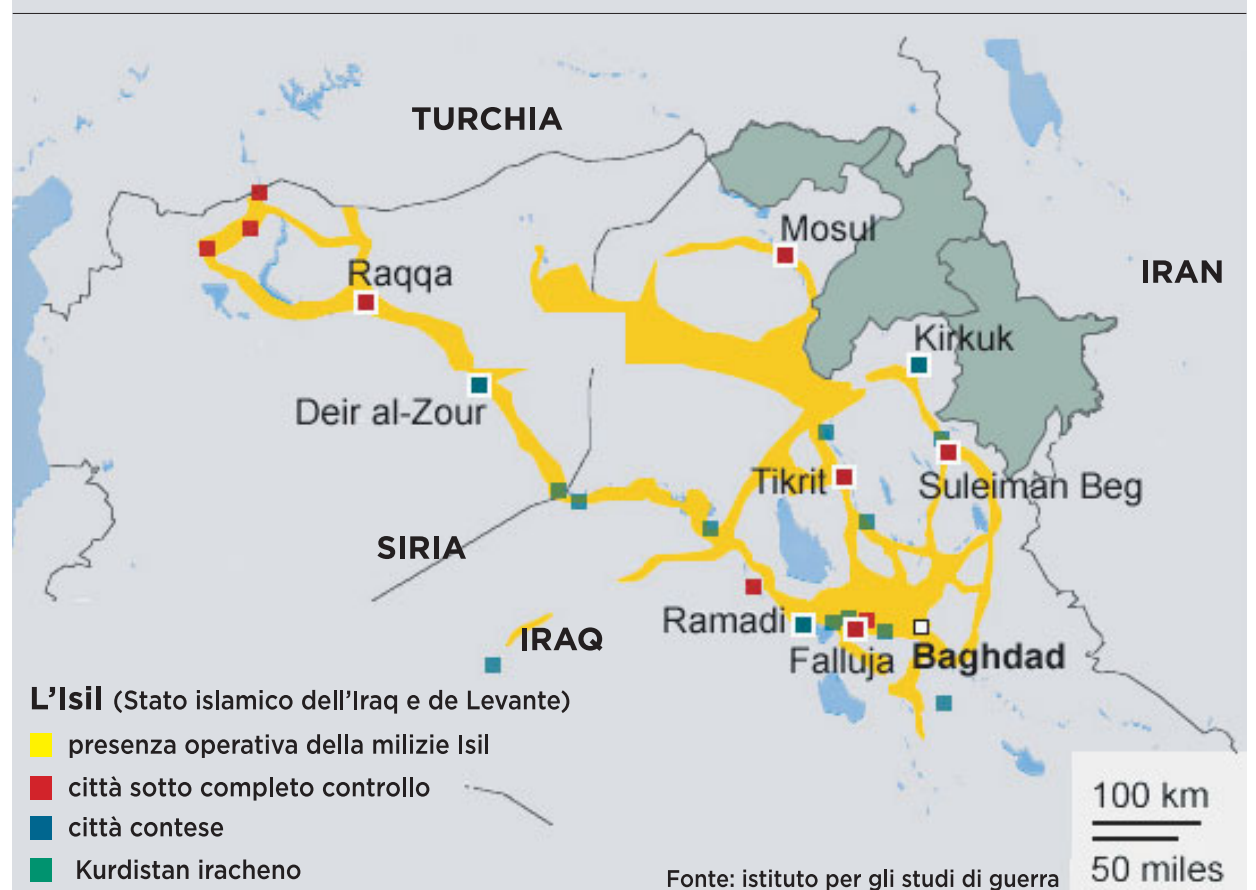 TURCHIA
Mosul
IRAN
Raqqa
Kirkuk
Deir al-Zour
Tikrit
Suleiman Beg
SIRIA
Ramadi
IRAQ
Falluja
Baghdad
L'Isil (Stato islamico dell'Iraq e de Levante)
presenza operativa della milizie Isil
città sotto completo controllo
città contese
Kurdistan iracheno
Fonte: istituto per gli studi di guerra
100 km
50 miles